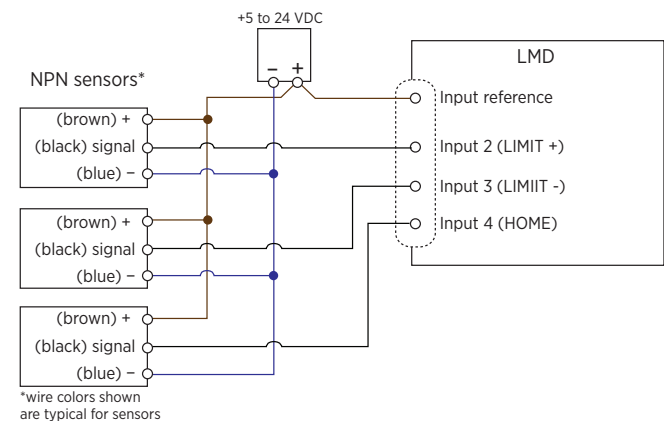 +5 to 24 VDC
− +
LMD
NPN sensors*
Input reference
(brown) +
(black) signal
(blue) −
Input 2 (LIMIT +)
Input 3 (LIMIIT -)
Input 4 (HOME)
(brown) +
(black) signal
(blue) −
(brown) +
(black) signal
(blue) −
*wire colors shown
are typical for sensors